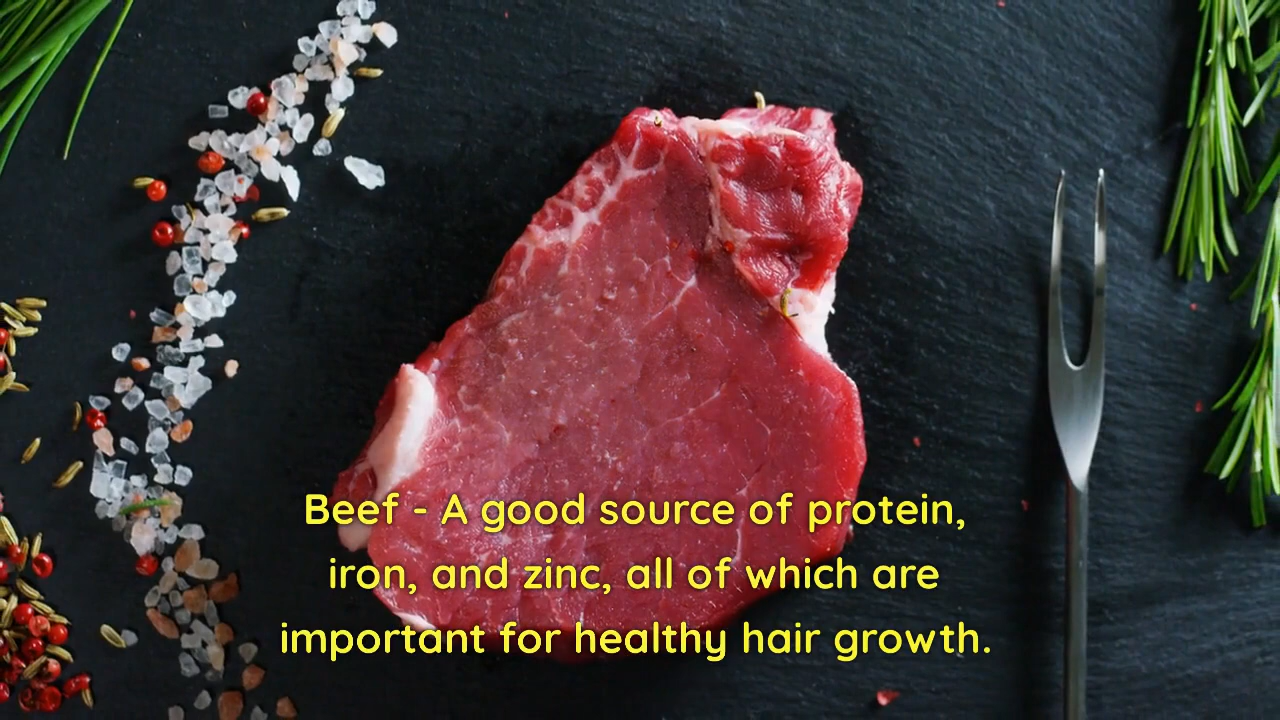 Beef - A good source of protein,
iron, and zinc, all of which are
important for healthy hair growth.